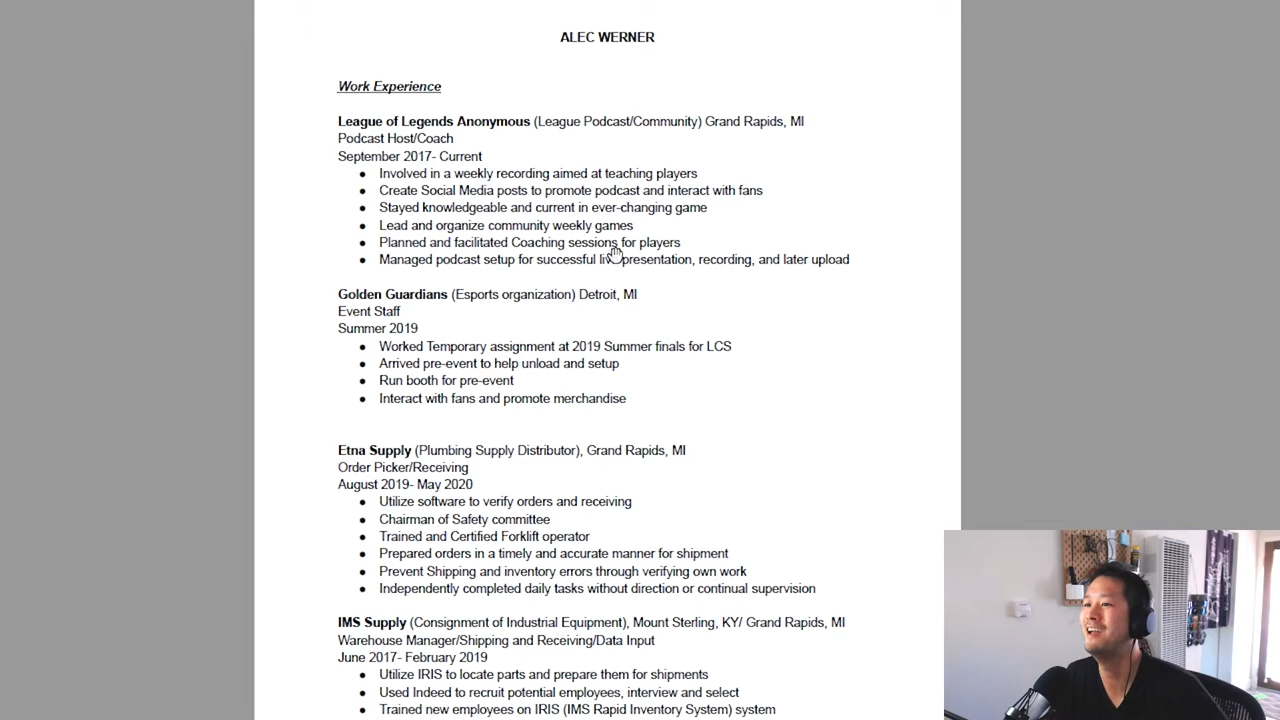 ALEC WERNER
Work Experience
League of Legends Anonymous (League Podcast/Community) Grand Rapids, MI
Podcast Host/Coach
September 2017- Current
● Involved in a weekly recording aimed at teaching players
● Create Social Media posts to promote podcast and interact with fans
● Stayed knowledgeable and current in ever-changing game
● Lead and organize community weekly games
● Planned and facilitated Coaching sessions for players
● Managed podcast setup for successful presentation, recording, and later upload
Golden Guardians (Esports organization) Detroit, MI
Event Staff
Summer 2019
● Worked Temporary assignment at 2019 Summer finals for LCS
● Arrived pre-event to help unload and setup
● Run booth for pre-event
● Interact with fans and promote merchandise
Etna Supply (Plumbing Supply Distributor), Grand Rapids, MI
Order Picker/Receiving
August 2019- May 2020
● Utilize software to verify orders and receiving
● Chairman of Safety committee
● Trained and Certified Forklift operator
● Prepared orders in a timely and accurate manner for shipment
● Prevent Shipping and inventory errors through verifying own work
● Independently completed daily tasks without direction or continual supervision
IMS Supply (Consignment of Industrial Equipment), Mount Sterling, KY/ Grand Rapids, MI
Warehouse Manager/Shipping and Receiving/Data Input
June 2017- February 2019
● Utilize IRIS to locate parts and prepare them for shipments
● Used Indeed to recruit potential employees, interview and select
● Trained new employees on IRIS (IMS Rapid Inventory System) system